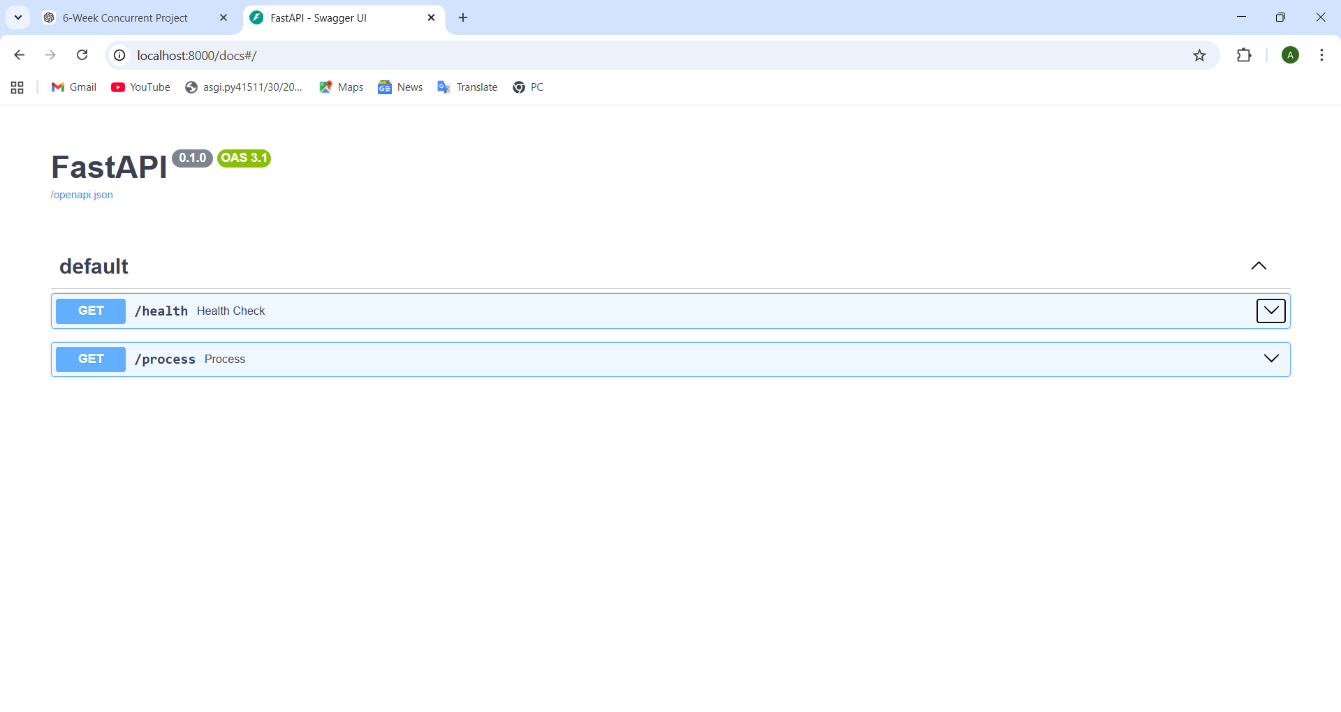 6-Week Concurrent Project
FastAPI - Swagger UI
localhost:8000/docs#/
A
Gmail
YouTube
asgi.py41511/30/20...
Maps
News
Translate
PC
FastAPI 0.1.0 OAS 3.1
/openapi.json
default
GET /health Health Check
GET /process Process